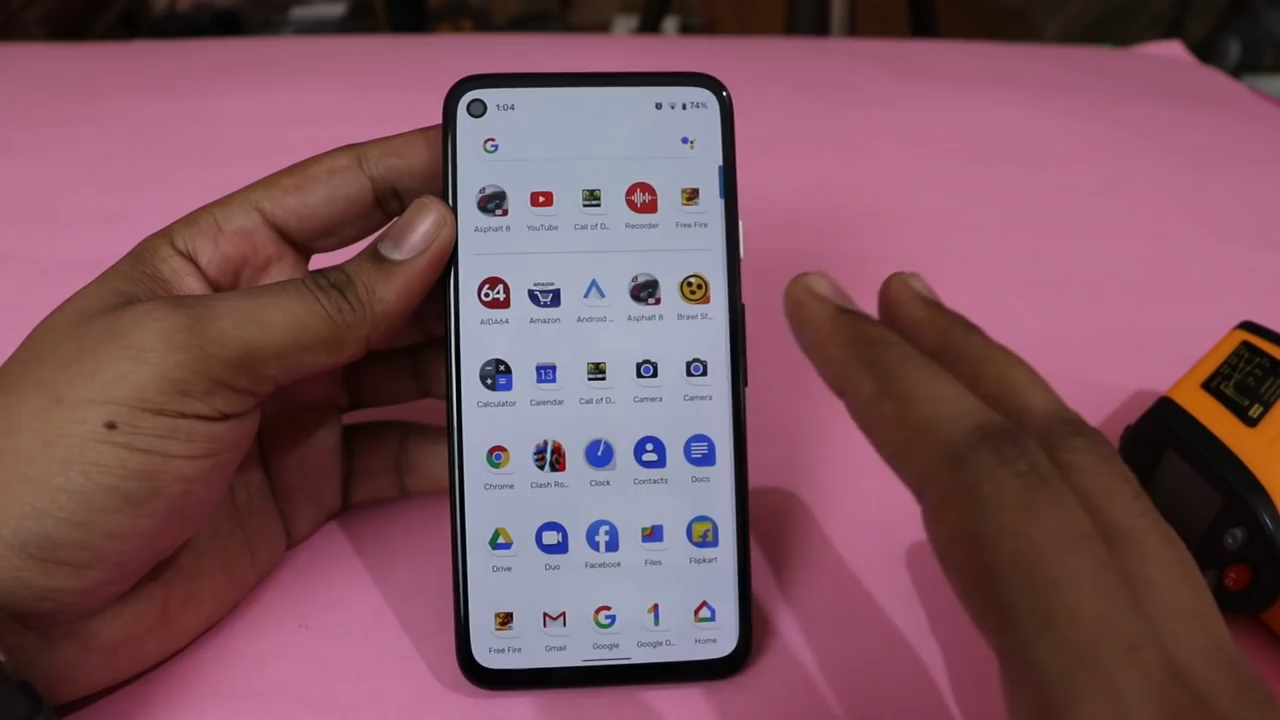 1:04 74%
Asphalt 8 YouTube Call of D... Recorder Free Fire
64 amazon
AIDA64 Amazon Android ... Asphalt 8 Brawl St...
13
Calculator Calendar Call of D... Camera Camera
Chrome Clash Ro... Clock Contacts Docs
Drive Duo Facebook Files Flipkart
Free Fire Gmail Google Google O... Home